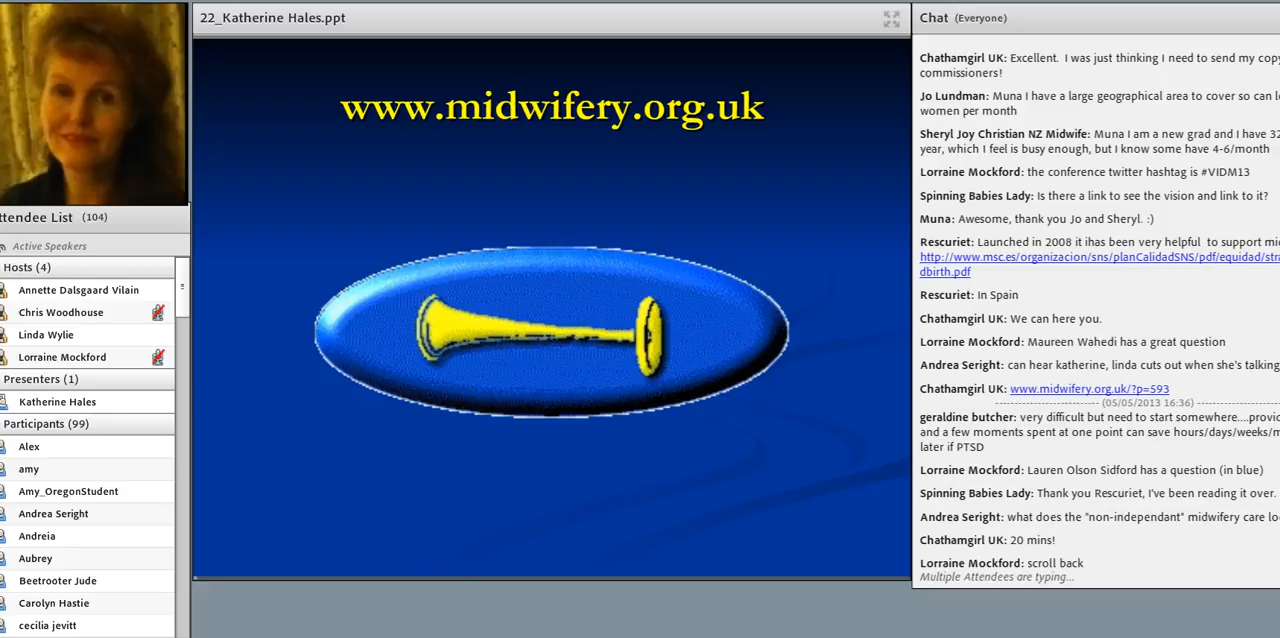 ttendee List (104)
Active Speakers
Hosts (4)
Annette Dalsgaard Vilain
Chris Woodhouse
Linda Wylie
Lorraine Mockford
Presenters (1)
Katherine Hales
Participants (99)
Alex
amy
Amy_OregonStudent
Andrea Seright
Andreia
Aubrey
Beetrooter Jude
Carolyn Hastie
cecilia jevitt
22_Katherine Hales.ppt
www.midwifery.org.uk
Chat (Everyone)
Chathamgirl UK: Excellent. I was just thinking I need to send my copy
commissioners!
Jo Lundman: Muna I have a large geographical area to cover so can
women per month
Sheryl Joy Christian NZ Midwife: Muna I am a new grad and I have 32
year, which I feel is busy enough, but I know some have 4-6/month
Lorraine Mockford: the conference twitter hashtag is #VIDM13
Spinning Babies Lady: Is there a link to see the vision and link to it?
Muna: Awesome, thank you Jo and Sheryl. :)
Rescuriet: Launched in 2008 it ihas been very helpful to support mi
http://www.msc.es/organizacion/sns/planCalidadSNS/pdf/equidad/stra
dbirth.pdf
Rescuriet: In Spain
Chathamgirl UK: We can here you.
Lorraine Mockford: Maureen Wahedi has a great question
Andrea Seright: can hear katherine, linda cuts out when she's talking
Chathamgirl UK: www.midwifery.org.uk/?p=593
(05/05/2013 16:36)
geraldine butcher: very difficult but need to start somewhere....provic
and a few moments spent at one point can save hours/days/weeks/m
later if PTSD
Lorraine Mockford: Lauren Olson Sidford has a question (in blue)
Spinning Babies Lady: Thank you Rescuriet, I've been reading it over.
Andrea Seright: what does the "non-independant" midwifery care lo
Chathamgirl UK: 20 mins!
Lorraine Mockford: scroll back
Multiple Attendees are typing...